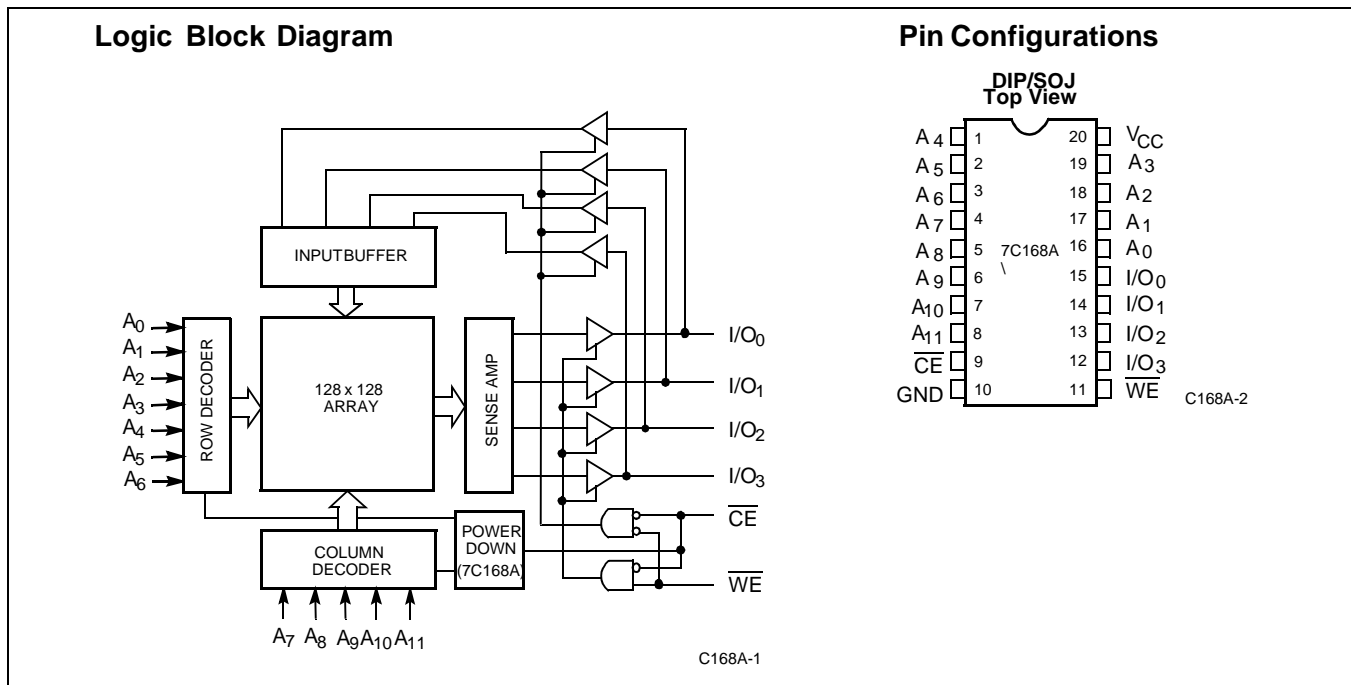 Logic Block Diagram
INPUTBUFFER
A0
A1
A2
A3
A4
A5
A6
ROW DECODER
128 x 128
ARRAY
SENSE AMP
I/O0
I/O1
I/O2
I/O3
COLUMN
DECODER
POWER
DOWN
(7C168A)
CE
WE
A7 A8 A9 A10 A11
C168A-1
Pin Configurations
DIP/SOJ
Top View
A4 1 20 VCC
A5 2 19 A3
A6 3 18 A2
A7 4 17 A1
A8 5 7C168A 16 A0
\
A9 6 15 I/O0
A10 7 14 I/O1
A11 8 13 I/O2
CE 9 12 I/O3
GND 10 11 WE
C168A-2